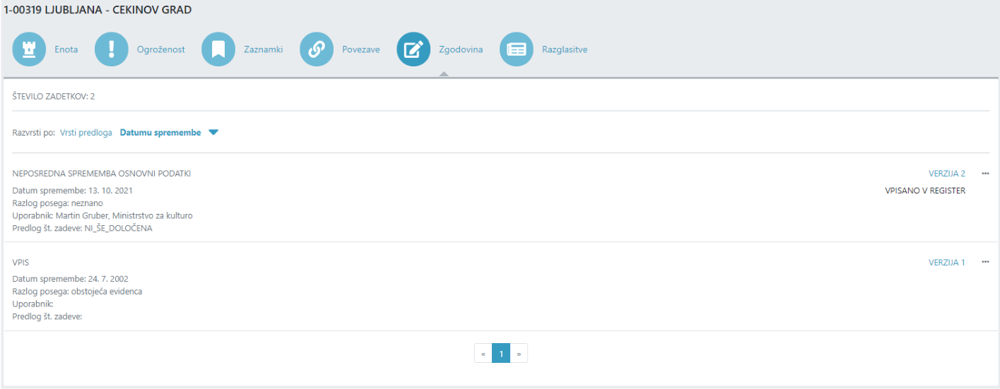 1-00319 LJUBLJANA - CEKINOV GRAD
Enota
Ogroženost
Zaznamki
Povezave
Zgodovina
Razglasitve
ŠTEVILO ZADETKOV: 2
Razvrsti po: Vrsti predloga Datumu spremembe
NEPOSREDNA SPREMEMBA OSNOVNI PODATKI
VERZIJA 2 •••
Datum spremembe: 13. 10. 2021
VPISANO V REGISTER
Razlog posega: neznano
Uporabnik: Martin Gruber, Ministrstvo za kulturo
Predlog št. zadeve: NI_ŠE_DOLOČENA
VPIS
VERZIJA 1 •••
Datum spremembe: 24. 7. 2002
Razlog posega: obstoječa evidenca
Uporabnik:
Predlog št. zadeve:
« 1 »